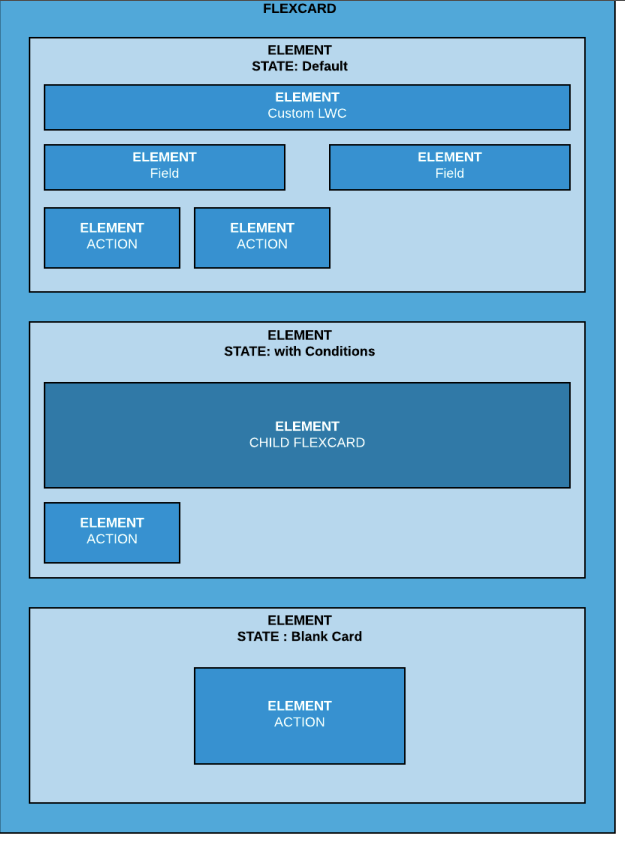 FLEXCARD
ELEMENT
STATE: Default
ELEMENT
Custom LWC
ELEMENT
Field
ELEMENT
Field
ELEMENT
ACTION
ELEMENT
ACTION
ELEMENT
STATE: with Conditions
ELEMENT
CHILD FLEXCARD
ELEMENT
ACTION
ELEMENT
STATE : Blank Card
ELEMENT
ACTION